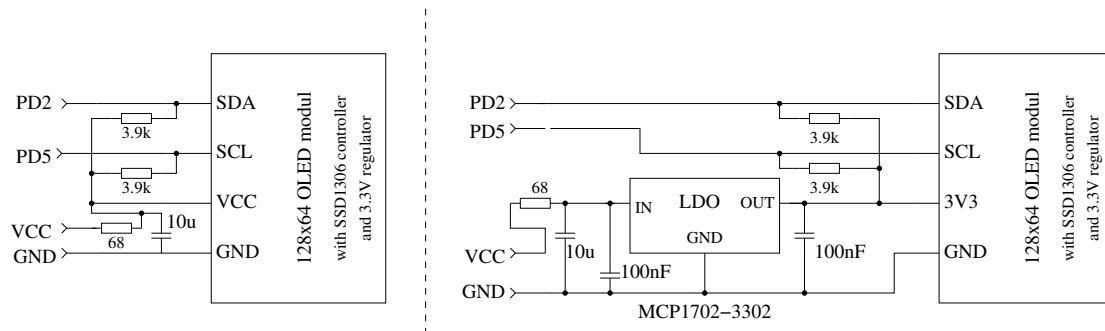 PD2
SDA
3.9k
PD5
SCL
3.9k
VCC
VCC
68
10u
GND
GND
128x64 OLED modul
with SSD1306 controller
and 3.3V regulator
PD2
SDA
PD5
3.9k
SCL
3.9k
68
IN
LDO
OUT
GND
3V3
VCC
10u
100nF
100nF
GND
GND
MCP1702-3302
128x64 OLED modul
with SSD1306 controller
and 3.3V regulator